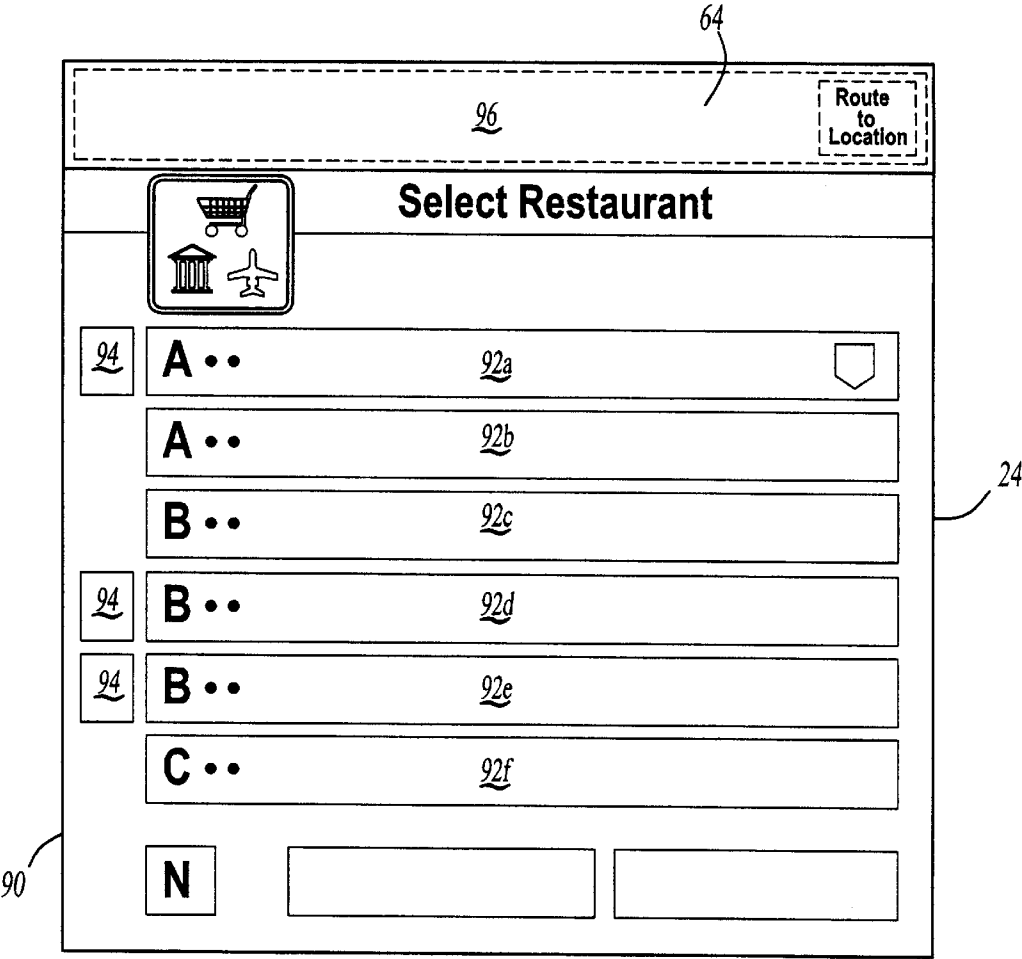 64
96
Route
to
Location
Select Restaurant
94 A •• 92a
A •• 92b
B •• 92c
24
94 B •• 92d
94 B •• 92e
C •• 92f
90
N